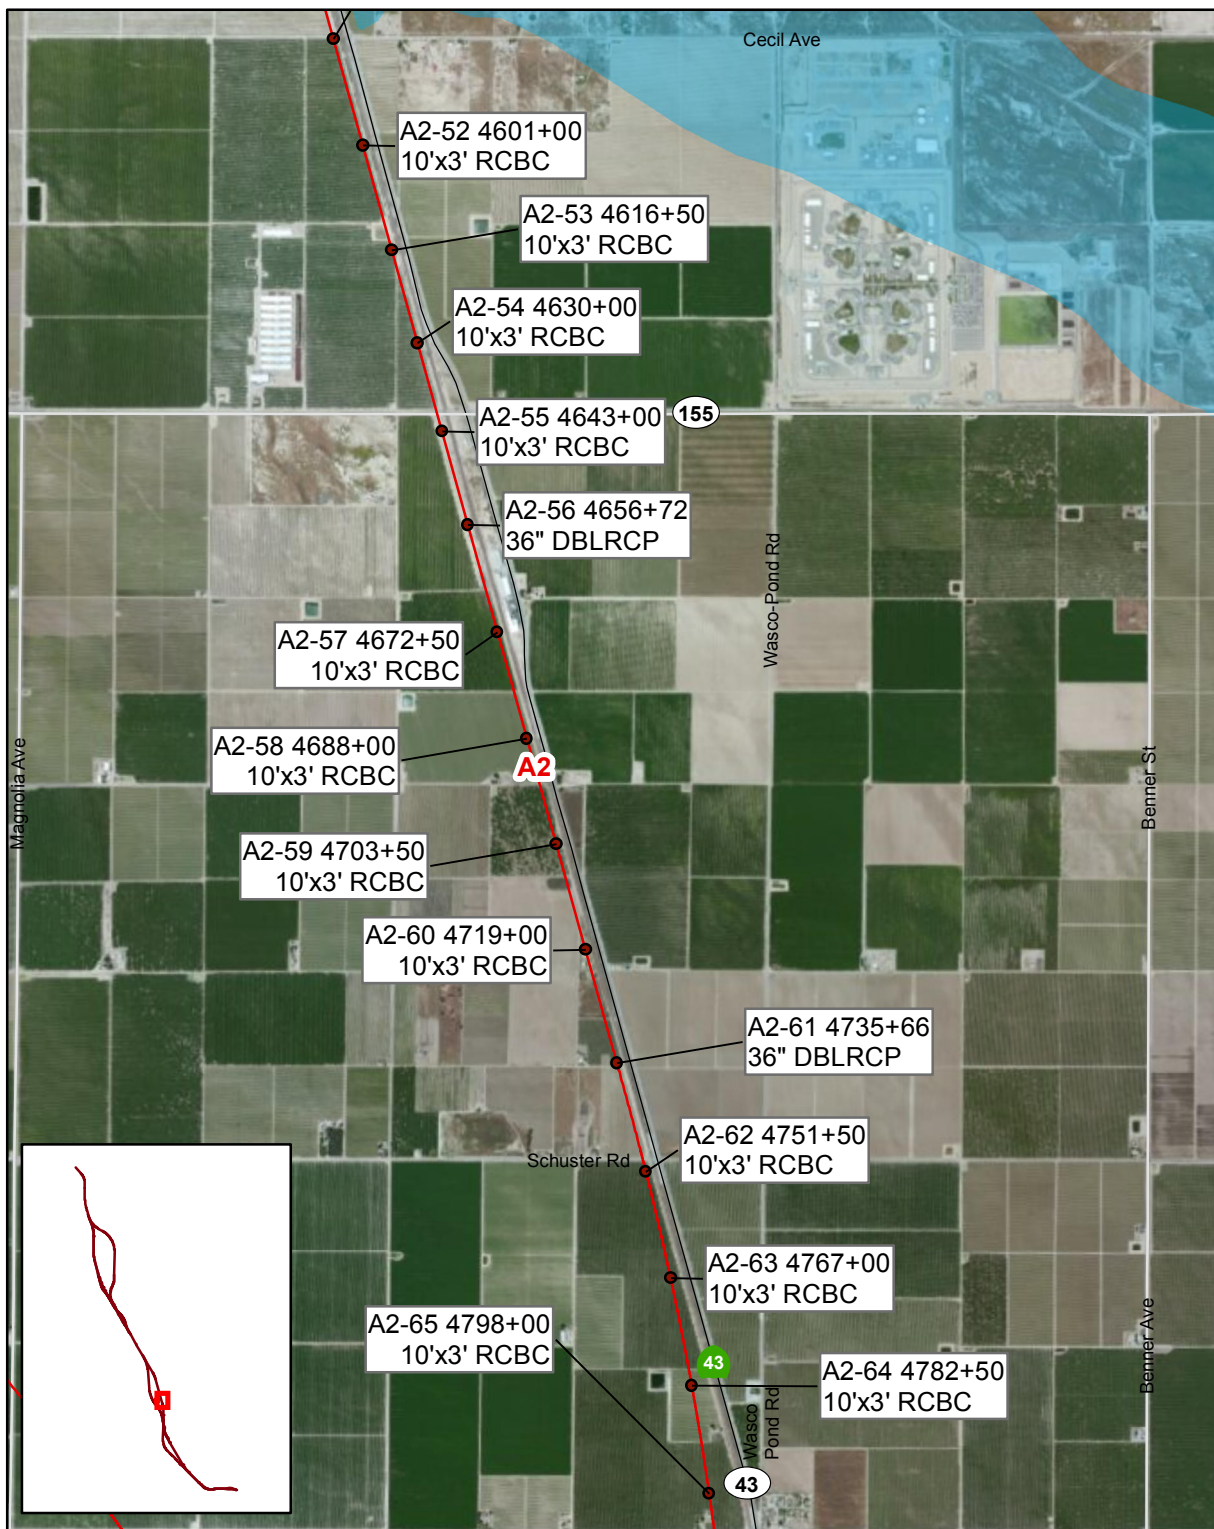 Cecil Ave
A2-52 4601+00
10'x3' RCBC
A2-53 4616+50
10'x3' RCBC
A2-54 4630+00
10'x3' RCBC
A2-55 4643+00
10'x3' RCBC
155
A2-56 4656+72
36" DBLRCP
Wasco-Pond Rd
A2-57 4672+50
10'x3' RCBC
A2-58 4688+00
10'x3' RCBC
A2
Magnolia Ave
Benner St
A2-59 4703+50
10'x3' RCBC
A2-60 4719+00
10'x3' RCBC
A2-61 4735+66
36" DBLRCP
A2-62 4751+50
10'x3' RCBC
Schuster Rd
A2-63 4767+00
10'x3' RCBC
A2-65 4798+00
10'x3' RCBC
43
A2-64 4782+50
10'x3' RCBC
Benner Ave
Wasco
Pond Rd
43